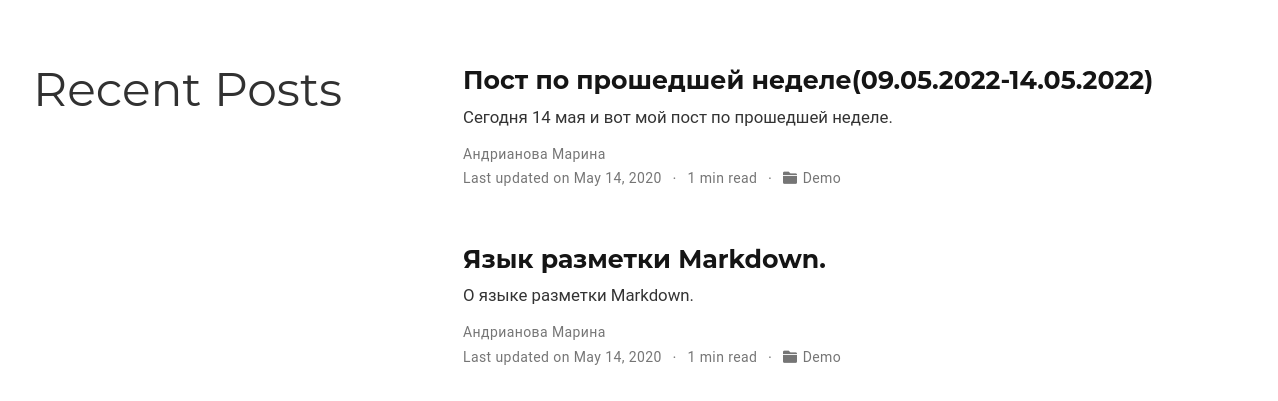 Recent Posts
Пост по прошедшей неделе(09.05.2022-14.05.2022)
Сегодня 14 мая и вот мой пост по прошедшей неделе.
Андрианова Марина
Last updated on May 14, 2020 · 1 min read · Demo
Язык разметки Markdown.
О языке разметки Markdown.
Андрианова Марина
Last updated on May 14, 2020 · 1 min read · Demo